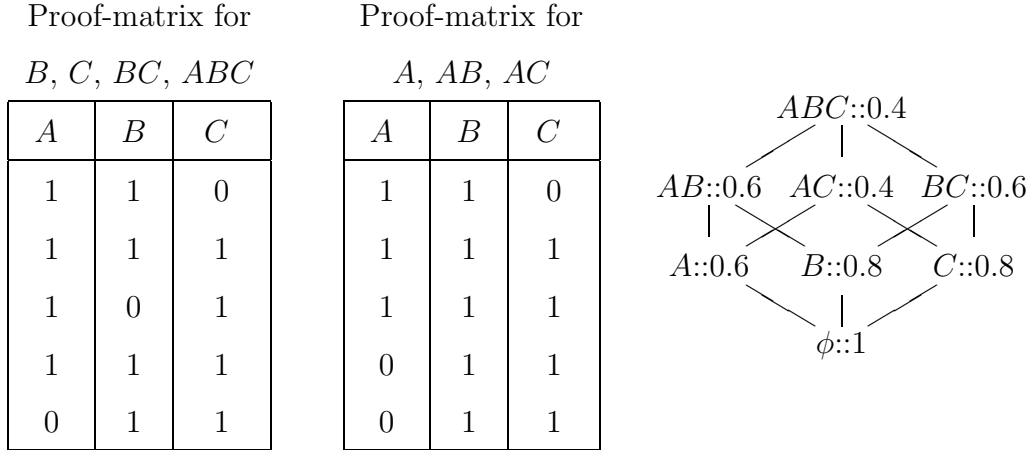 Proof-matrix for
B, C, BC, ABC
A B C
1 1 0
1 1 1
1 0 1
1 1 1
0 1 1
Proof-matrix for
A, AB, AC
A B C
1 1 0
1 1 1
1 1 1
0 1 1
0 1 1
ABC::0.4
AB::0.6 AC::0.4 BC::0.6
A::0.6 B::0.8 C::0.8
ϕ::1